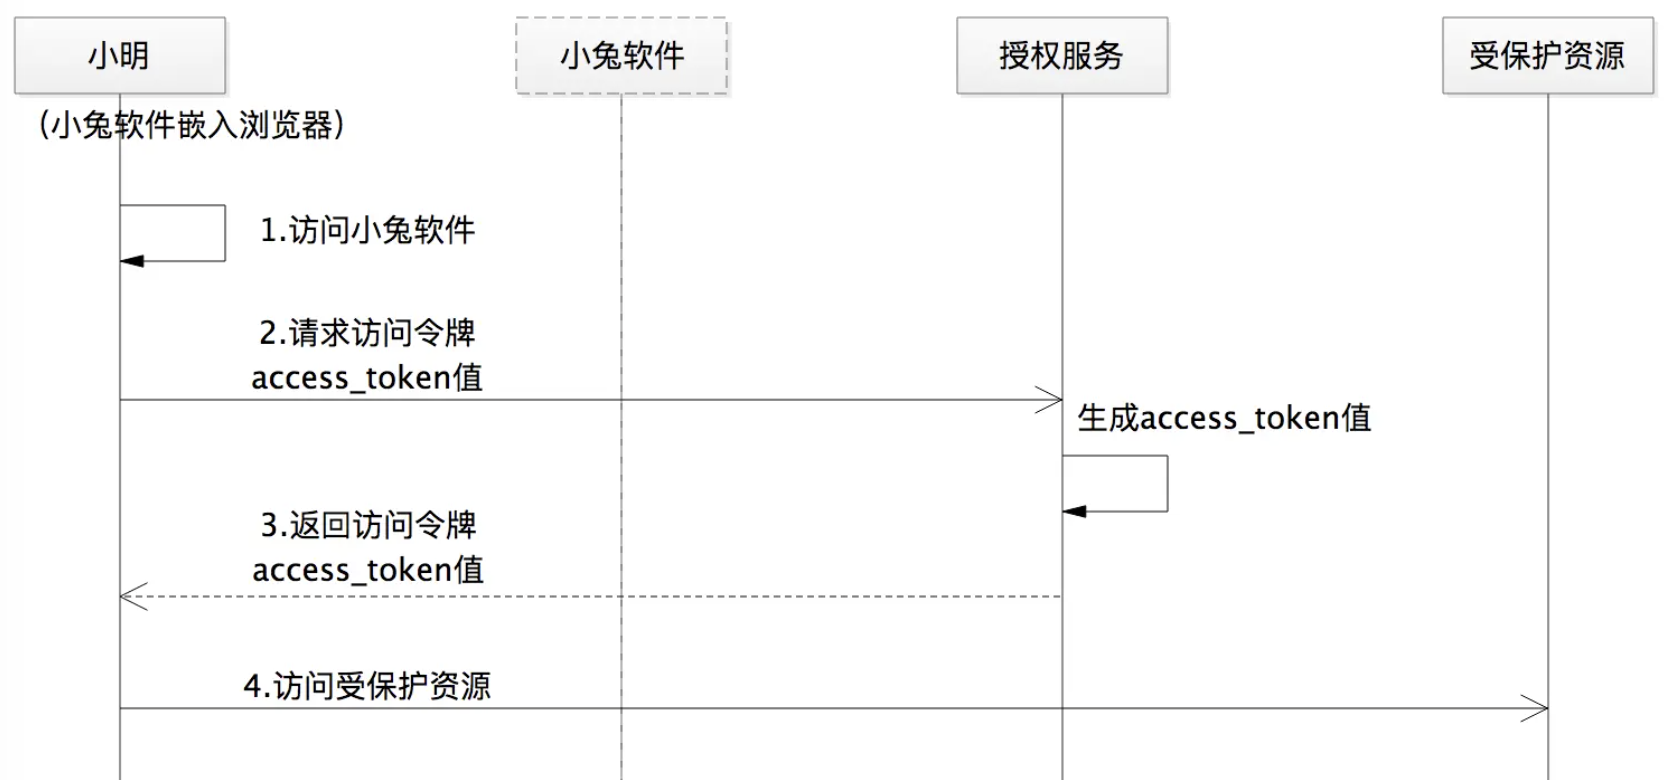 小明
小兔软件
授权服务
受保护资源
（小兔软件嵌入浏览器）
1.访问小兔软件
2.请求访问令牌
access_token值
生成access_token值
3.返回访问令牌
access_token值
4.访问受保护资源